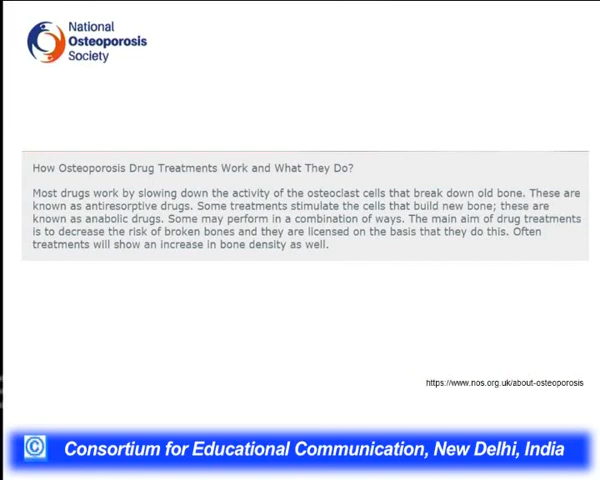 National
Osteoporosis
Society
How Osteoporosis Drug Treatments Work and What They Do?
Most drugs work by slowing down the activity of the osteoclast cells that break down old bone. These are
known as antiresorptive drugs. Some treatments stimulate the cells that build new bone; these are
known as anabolic drugs. Some may perform in a combination of ways. The main aim of drug treatments
is to decrease the risk of broken bones and they are licensed on the basis that they do this. Often
treatments will show an increase in bone density as well.
https://www.nos.org.uk/about-osteoporosis
© Consortium for Educational Communication, New Delhi, India